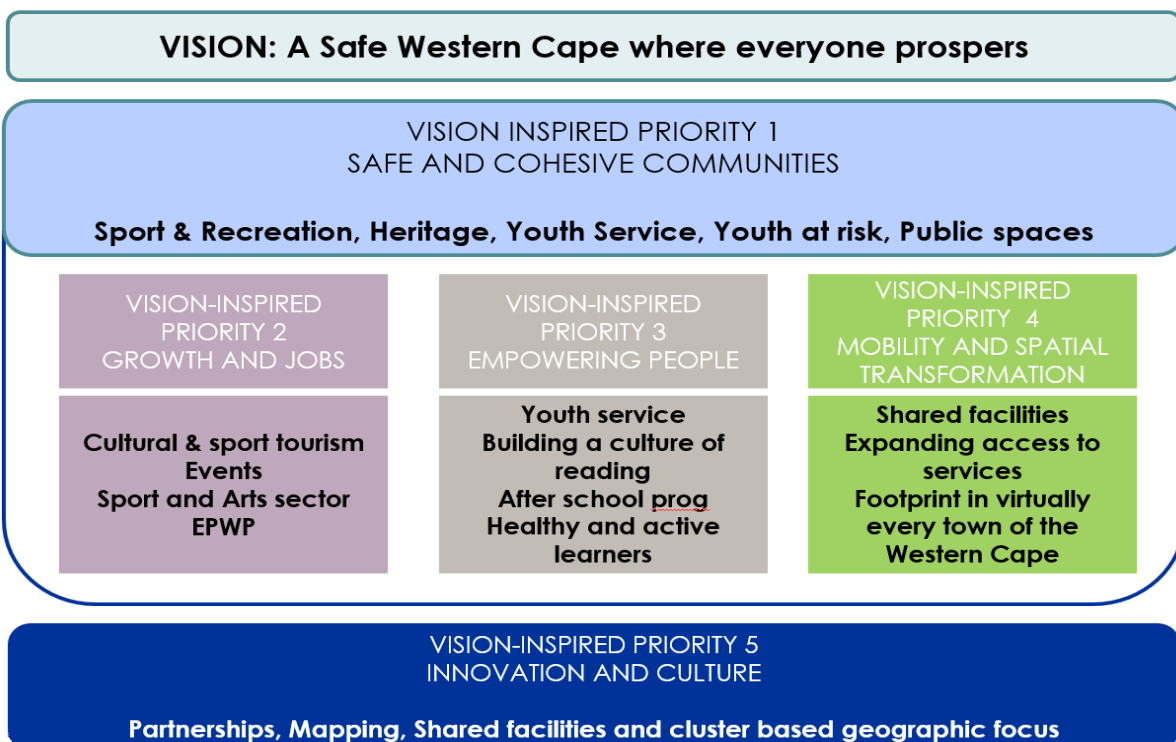 VISION: A Safe Western Cape where everyone prospers
VISION INSPIRED PRIORITY 1
SAFE AND COHESIVE COMMUNITIES
Sport & Recreation, Heritage, Youth Service, Youth at risk, Public spaces
VISION-INSPIRED
PRIORITY 2
GROWTH AND JOBS
Cultural & sport tourism
Events
Sport and Arts sector
EPWP
VISION-INSPIRED
PRIORITY 3
EMPOWERING PEOPLE
Youth service
Building a culture of
reading
After school prog
Healthy and active
learners
VISION-INSPIRED
PRIORITY 4
MOBILITY AND SPATIAL
TRANSFORMATION
Shared facilities
Expanding access to
services
Footprint in virtually
every town of the
Western Cape
VISION-INSPIRED PRIORITY 5
INNOVATION AND CULTURE
Partnerships, Mapping, Shared facilities and cluster based geographic focus